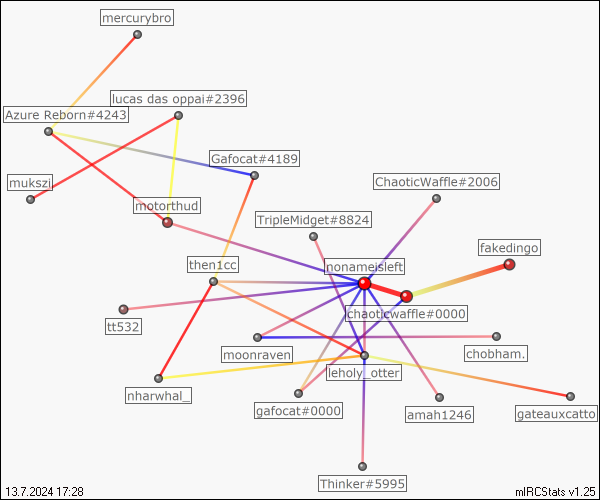 mercurybro
lucas das oppai#2396
Azure Reborn#4243
Gafocat#4189
mukszi
ChaoticWaffle#2006
motorthud
TripleMidget#8824
fakedingo
then1cc
nonameisleft
chaoticwaffle#0000
tt532
moonraven
chobham.
leholy_otter
nharwhal_
gafocat#0000
amah1246
gateauxcatto
Thinker#5995
13.7.2024 17:28
mIRCStats v1.25